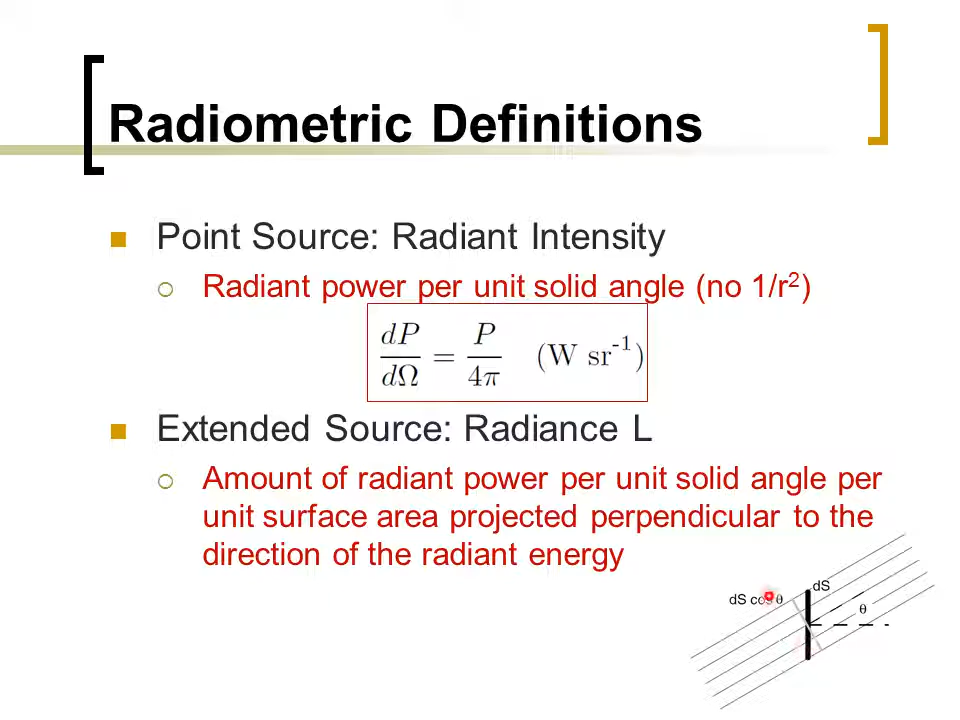 Radiometric Definitions
Point Source: Radiant Intensity
Radiant power per unit solid angle (no 1/r²)
dP/dΩ = P/4π (W sr⁻¹)
Extended Source: Radiance L
Amount of radiant power per unit solid angle per
unit surface area projected perpendicular to the
direction of the radiant energy
dS
dS cos θ
θ